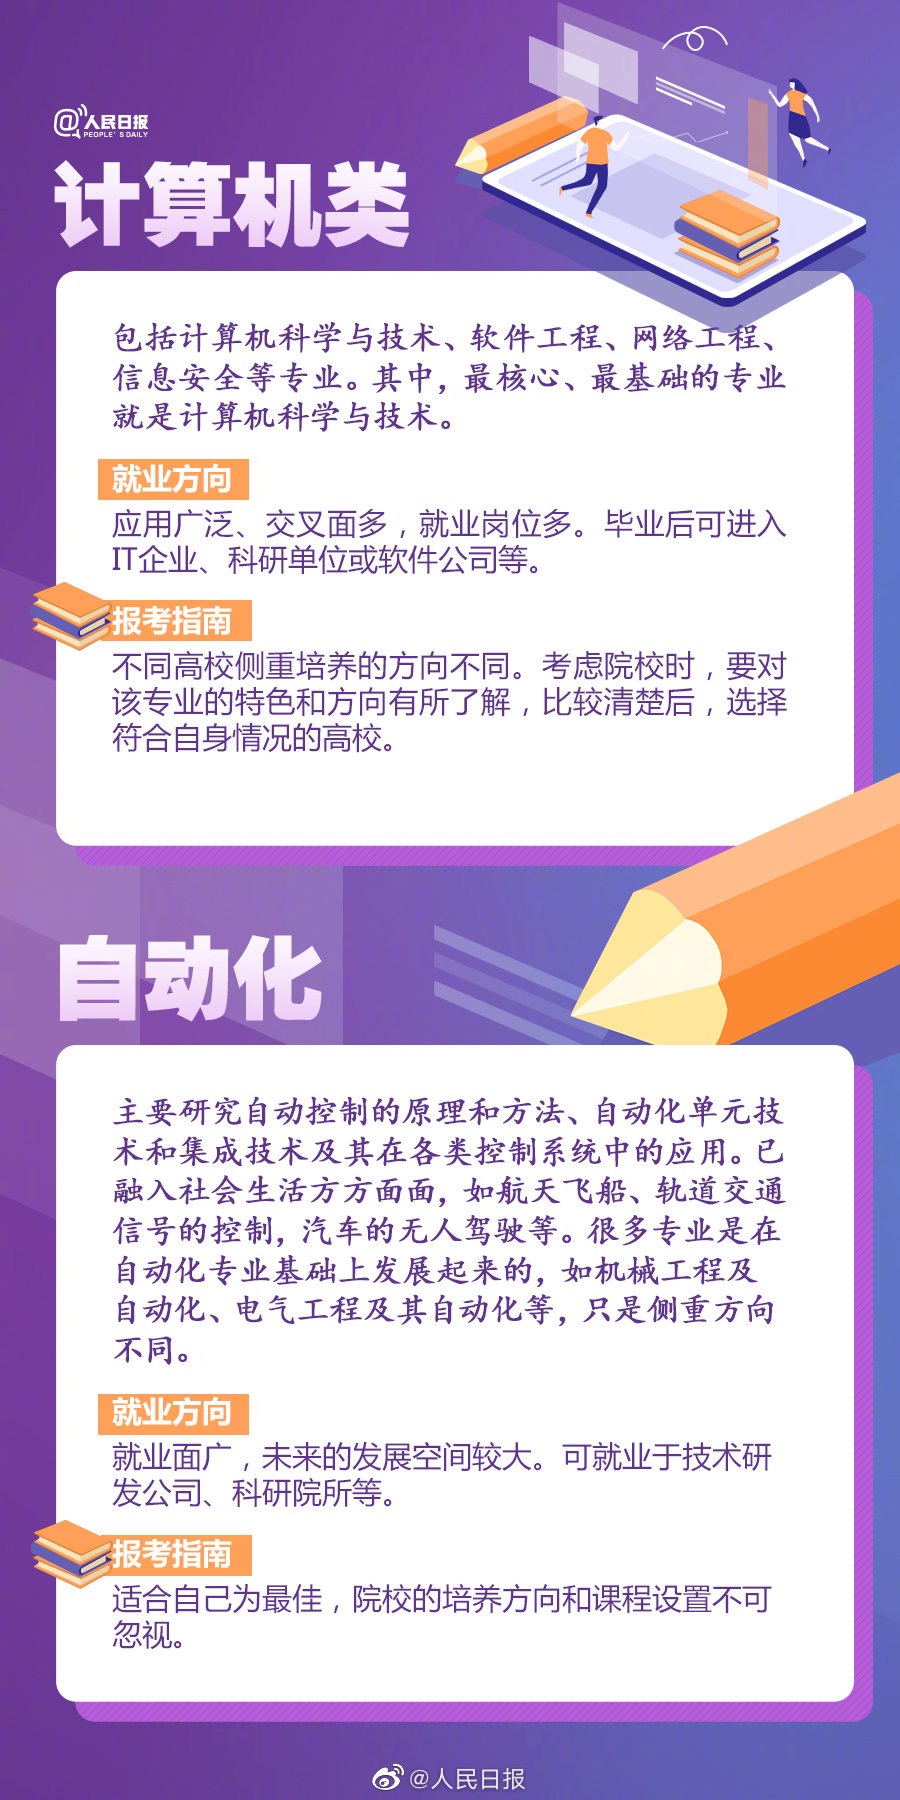 @人民日报
PEOPLE'S DAILY
计算机类
包括计算机科学与技术、软件工程、网络工程、
信息安全等专业。其中，最核心、最基础的专业
就是计算机科学与技术。
就业方向
应用广泛、交叉面多，就业岗位多。毕业后可进入
IT企业、科研单位或软件公司等。
报考指南
不同高校侧重培养的方向不同。考虑院校时，要对
该专业的特色和方向有所了解，比较清楚后，选择
符合自身情况的高校。
自动化
主要研究自动控制的原理和方法、自动化单元技
术和集成技术及其在各类控制系统中的应用。已
融入社会生活方方面面，如航天飞船、轨道交通
信号的控制，汽车的无人驾驶等。很多专业是在
自动化专业基础上发展起来的，如机械工程及
自动化、电气工程及其自动化等，只是侧重方向
不同。
就业方向
就业面广，未来的发展空间较大。可就业于技术研
发公司、科研院所等。
报考指南
适合自己为最佳，院校的培养方向和课程设置不可
忽视。
@人民日报